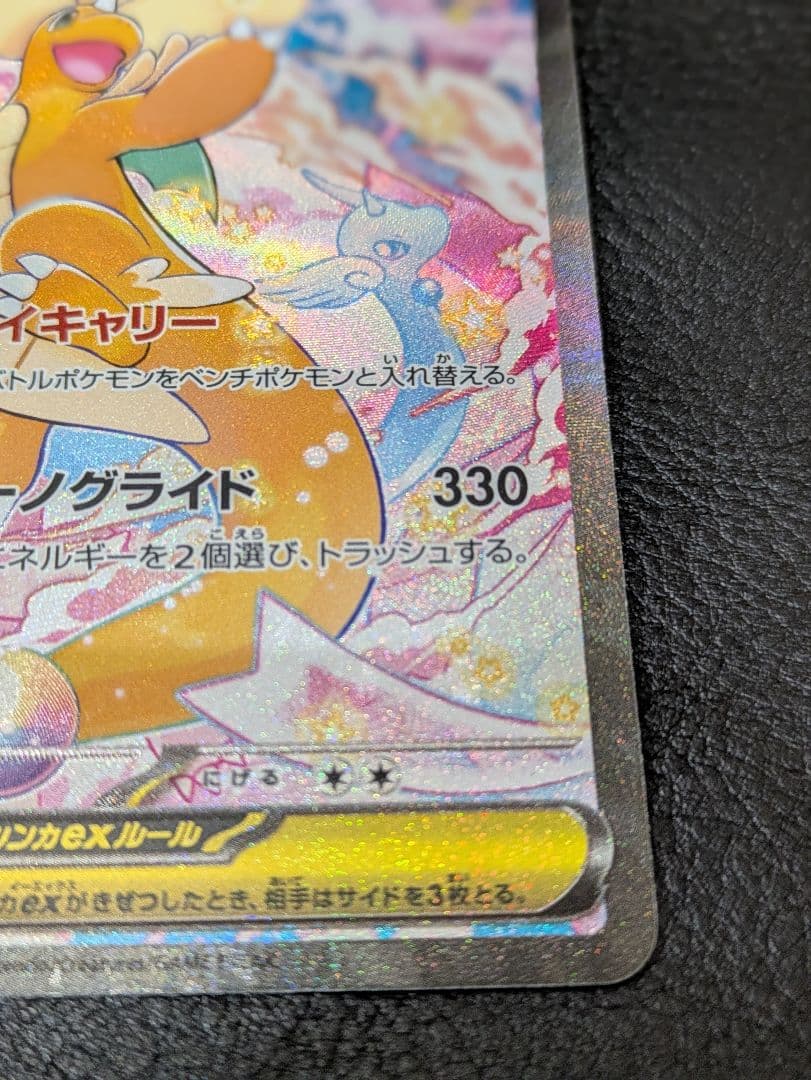 イキャリー
バトルポケモンをベンチポケモンと入れ替える。
ーノグライド 330
エネルギーを2個選び、トラッシュする。
にげる
リンカexルール
カexがきぜつしたとき、相手はサイドを3枚とる。